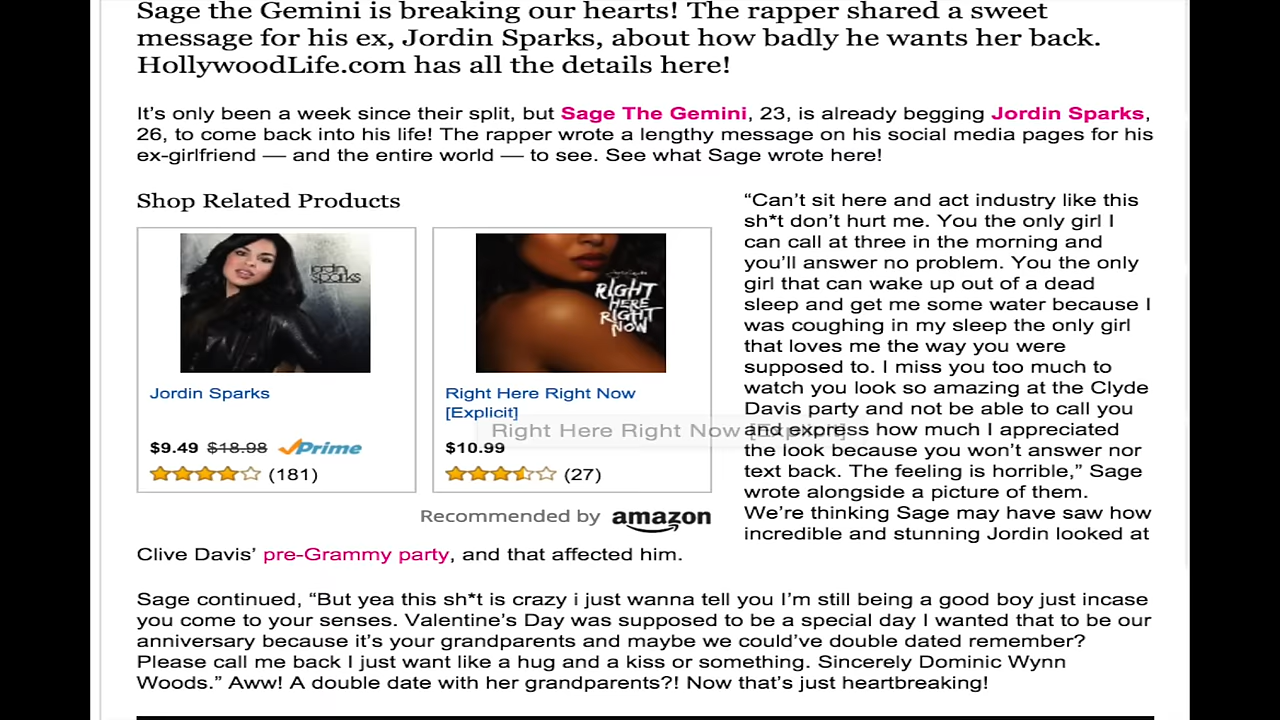 Sage the Gemini is breaking our hearts! The rapper shared a sweet
message for his ex, Jordin Sparks, about how badly he wants her back.
HollywoodLife.com has all the details here!
It’s only been a week since their split, but Sage The Gemini, 23, is already begging Jordin Sparks,
26, to come back into his life! The rapper wrote a lengthy message on his social media pages for his
ex-girlfriend — and the entire world — to see. See what Sage wrote here!
Shop Related Products
jordin
sparks
Jordin Sparks
$9.49 $18.98 Prime
(181)
RIGHT
HERE
RIGHT
NOW
Right Here Right Now
[Explicit]
Right Here Right Now [Explicit]
$10.99
(27)
Recommended by amazon
“Can’t sit here and act industry like this
sh*t don’t hurt me. You the only girl I
can call at three in the morning and
you’ll answer no problem. You the only
girl that can wake up out of a dead
sleep and get me some water because I
was coughing in my sleep the only girl
that loves me the way you were
supposed to. I miss you too much to
watch you look so amazing at the Clyde
Davis party and not be able to call you
and express how much I appreciated
the look because you won’t answer nor
text back. The feeling is horrible,” Sage
wrote alongside a picture of them.
We’re thinking Sage may have saw how
incredible and stunning Jordin looked at
Clive Davis’ pre-Grammy party, and that affected him.
Sage continued, “But yea this sh*t is crazy i just wanna tell you I’m still being a good boy just incase
you come to your senses. Valentine’s Day was supposed to be a special day I wanted that to be our
anniversary because it’s your grandparents and maybe we could’ve double dated remember?
Please call me back I just want like a hug and a kiss or something. Sincerely Dominic Wynn
Woods.” Aww! A double date with her grandparents?! Now that’s just heartbreaking!